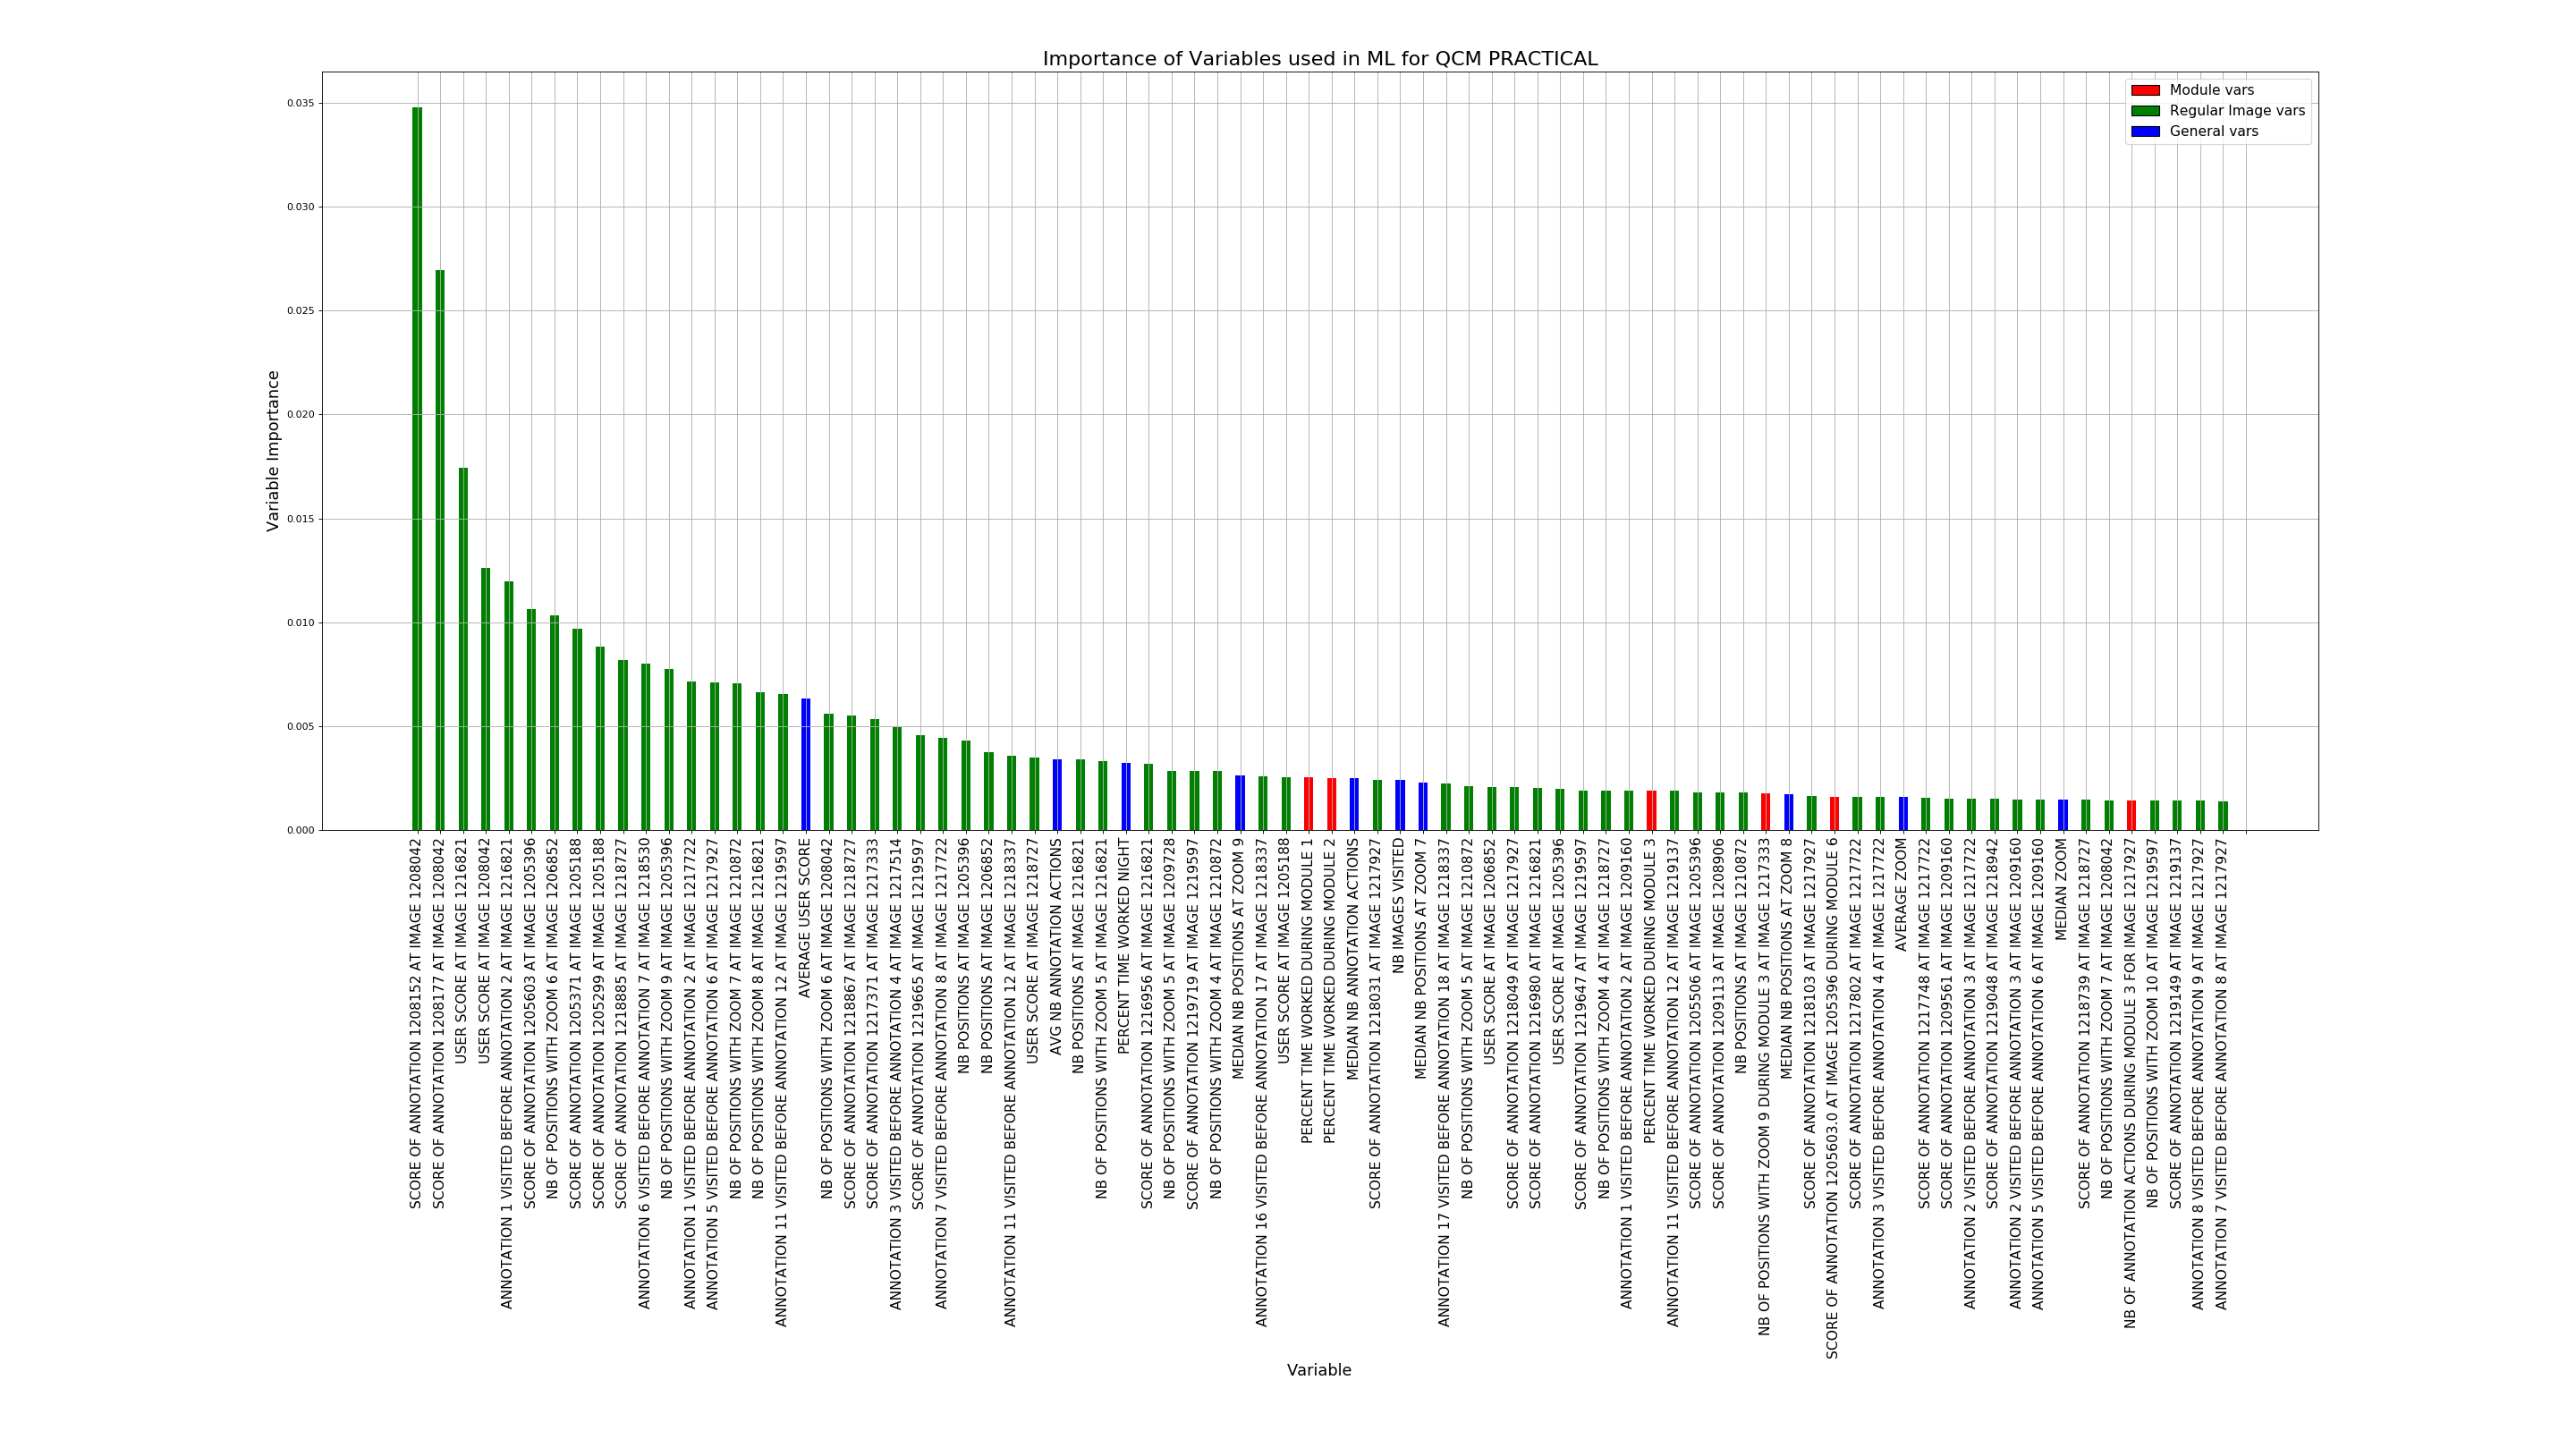 Importance of Variables used in ML for QCM PRACTICAL
Module vars
Regular Image vars
General vars
Variable Importance
0.035
0.030
0.025
0.020
0.015
0.010
0.005
0.000
SCORE OF ANNOTATION 1208152 AT IMAGE 1208042
SCORE OF ANNOTATION 1208177 AT IMAGE 1208042
USER SCORE AT IMAGE 1216821
USER SCORE AT IMAGE 1208042
ANNOTATION 1 VISITED BEFORE ANNOTATION 2 AT IMAGE 1216821
SCORE OF ANNOTATION 1205603 AT IMAGE 1205396
NB OF POSITIONS WITH ZOOM 6 AT IMAGE 1206852
SCORE OF ANNOTATION 1205371 AT IMAGE 1205188
SCORE OF ANNOTATION 1205299 AT IMAGE 1205188
SCORE OF ANNOTATION 1218885 AT IMAGE 1218727
ANNOTATION 6 VISITED BEFORE ANNOTATION 7 AT IMAGE 1218530
NB OF POSITIONS WITH ZOOM 9 AT IMAGE 1205396
ANNOTATION 1 VISITED BEFORE ANNOTATION 2 AT IMAGE 1217722
ANNOTATION 5 VISITED BEFORE ANNOTATION 6 AT IMAGE 1217927
NB OF POSITIONS WITH ZOOM 7 AT IMAGE 1210872
NB OF POSITIONS WITH ZOOM 8 AT IMAGE 1216821
ANNOTATION 11 VISITED BEFORE ANNOTATION 12 AT IMAGE 1219597
AVERAGE USER SCORE
NB OF POSITIONS WITH ZOOM 6 AT IMAGE 1208042
SCORE OF ANNOTATION 1218867 AT IMAGE 1218727
SCORE OF ANNOTATION 1217371 AT IMAGE 1217333
ANNOTATION 3 VISITED BEFORE ANNOTATION 4 AT IMAGE 1217514
SCORE OF ANNOTATION 1219665 AT IMAGE 1219597
ANNOTATION 7 VISITED BEFORE ANNOTATION 8 AT IMAGE 1217722
NB POSITIONS AT IMAGE 1205396
NB POSITIONS AT IMAGE 1206852
ANNOTATION 11 VISITED BEFORE ANNOTATION 12 AT IMAGE 1218337
USER SCORE AT IMAGE 1218727
AVG NB ANNOTATION ACTIONS
NB POSITIONS AT IMAGE 1216821
NB OF POSITIONS WITH ZOOM 5 AT IMAGE 1216821
PERCENT TIME WORKED NIGHT
SCORE OF ANNOTATION 1216956 AT IMAGE 1216821
NB OF POSITIONS WITH ZOOM 5 AT IMAGE 1209728
SCORE OF ANNOTATION 1219719 AT IMAGE 1219597
NB OF POSITIONS WITH ZOOM 4 AT IMAGE 1210872
MEDIAN NB POSITIONS AT ZOOM 9
ANNOTATION 16 VISITED BEFORE ANNOTATION 17 AT IMAGE 1218337
USER SCORE AT IMAGE 1205188
PERCENT TIME WORKED DURING MODULE 1
PERCENT TIME WORKED DURING MODULE 2
MEDIAN NB ANNOTATION ACTIONS
SCORE OF ANNOTATION 1218031 AT IMAGE 1217927
NB IMAGES VISITED
MEDIAN NB POSITIONS AT ZOOM 7
ANNOTATION 17 VISITED BEFORE ANNOTATION 18 AT IMAGE 1218337
NB OF POSITIONS WITH ZOOM 5 AT IMAGE 1210872
USER SCORE AT IMAGE 1206852
SCORE OF ANNOTATION 1218049 AT IMAGE 1217927
SCORE OF ANNOTATION 1216980 AT IMAGE 1216821
USER SCORE AT IMAGE 1205396
SCORE OF ANNOTATION 1219647 AT IMAGE 1219597
NB OF POSITIONS WITH ZOOM 4 AT IMAGE 1218727
ANNOTATION 1 VISITED BEFORE ANNOTATION 2 AT IMAGE 1209160
PERCENT TIME WORKED DURING MODULE 3
ANNOTATION 11 VISITED BEFORE ANNOTATION 12 AT IMAGE 1219137
SCORE OF ANNOTATION 1205506 AT IMAGE 1205396
SCORE OF ANNOTATION 1209113 AT IMAGE 1208906
NB POSITIONS AT IMAGE 1210872
NB OF POSITIONS WITH ZOOM 9 DURING MODULE 3 AT IMAGE 1217333
MEDIAN NB POSITIONS AT ZOOM 8
SCORE OF ANNOTATION 1218103 AT IMAGE 1217927
SCORE OF ANNOTATION 1205603.0 AT IMAGE 1205396 DURING MODULE 6
SCORE OF ANNOTATION 1217802 AT IMAGE 1217722
ANNOTATION 3 VISITED BEFORE ANNOTATION 4 AT IMAGE 1217722
AVERAGE ZOOM
SCORE OF ANNOTATION 1217748 AT IMAGE 1217722
SCORE OF ANNOTATION 1209561 AT IMAGE 1209160
ANNOTATION 2 VISITED BEFORE ANNOTATION 3 AT IMAGE 1217722
SCORE OF ANNOTATION 1219048 AT IMAGE 1218942
ANNOTATION 2 VISITED BEFORE ANNOTATION 3 AT IMAGE 1209160
ANNOTATION 5 VISITED BEFORE ANNOTATION 6 AT IMAGE 1209160
MEDIAN ZOOM
SCORE OF ANNOTATION 1218739 AT IMAGE 1218727
NB OF POSITIONS WITH ZOOM 7 AT IMAGE 1208042
NB OF ANNOTATION ACTIONS DURING MODULE 3 FOR IMAGE 1217927
NB OF POSITIONS WITH ZOOM 10 AT IMAGE 1219597
SCORE OF ANNOTATION 1219149 AT IMAGE 1219137
ANNOTATION 8 VISITED BEFORE ANNOTATION 9 AT IMAGE 1217927
ANNOTATION 7 VISITED BEFORE ANNOTATION 8 AT IMAGE 1217927
Variable